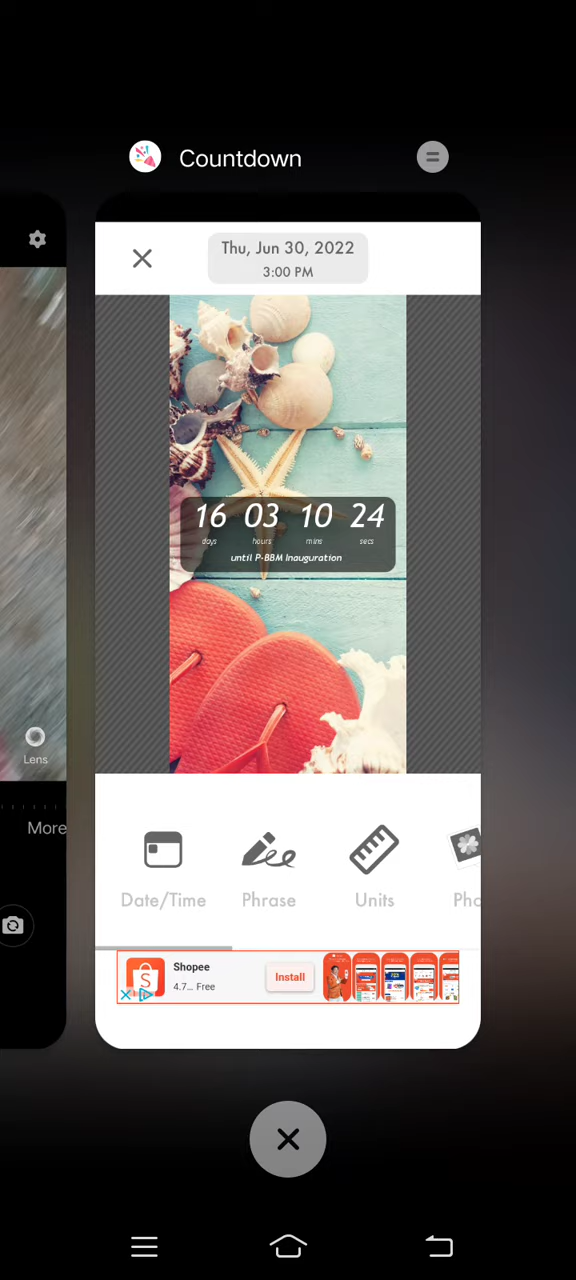 Countdown
Thu, Jun 30, 2022
3:00 PM
16 03 10 24
days hours mins secs
until P-BBM Inauguration
Lens
More
Date/Time Phrase Units Pho
Shopee
4.7... Free
Install